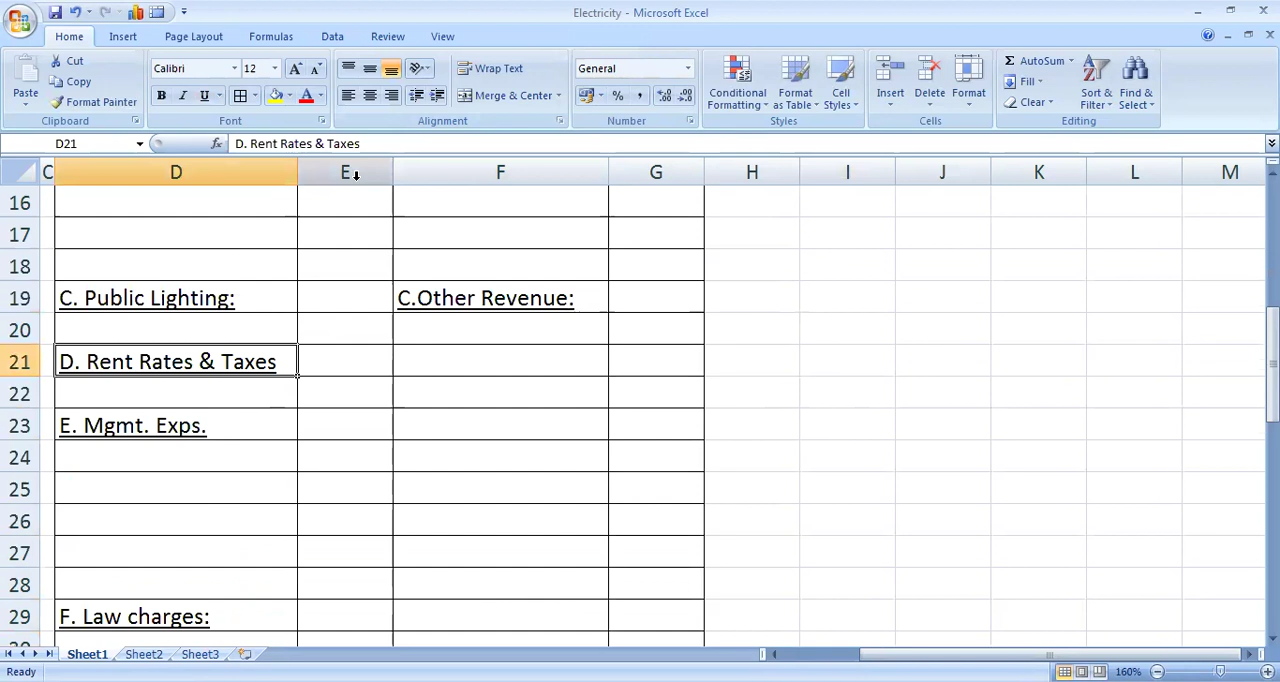 Electricity - Microsoft Excel
Home Insert Page Layout Formulas Data Review View
Cut
Copy
Format Painter
Paste
Clipboard
Calibri 12
B I U
Font
Wrap Text
Merge & Center
Alignment
General
Number
Conditional Formatting
Format as Table
Cell Styles
Styles
Insert Delete Format
Cells
AutoSum
Fill
Clear
Sort & Filter
Find & Select
Editing
D21 fx D. Rent Rates & Taxes
C D E F G H I J K L M
16
17
18
19 C. Public Lighting: C.Other Revenue:
20
21 D. Rent Rates & Taxes
22
23 E. Mgmt. Exps.
24
25
26
27
28
29 F. Law charges:
30
Sheet1 Sheet2 Sheet3
Ready 160%